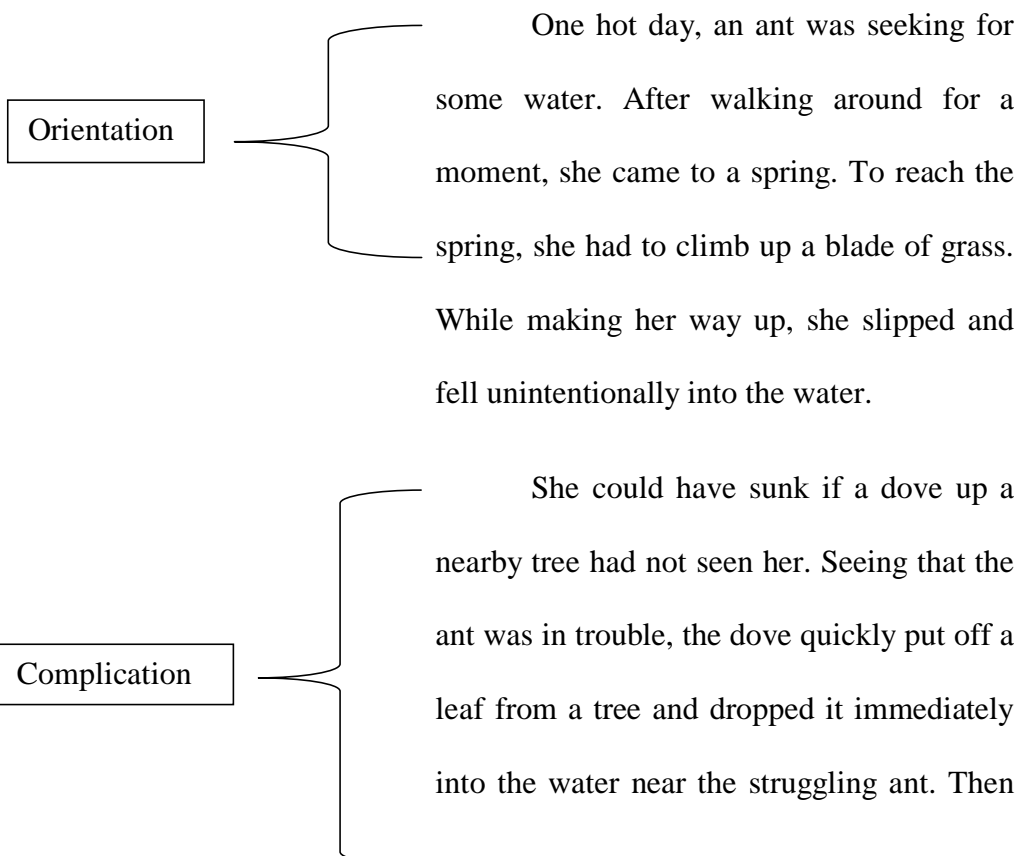 One hot day, an ant was seeking for
some water. After walking around for a
Orientation
moment, she came to a spring. To reach the
spring, she had to climb up a blade of grass.
While making her way up, she slipped and
fell unintentionally into the water.
She could have sunk if a dove up a
nearby tree had not seen her. Seeing that the
ant was in trouble, the dove quickly put off a
Complication
leaf from a tree and dropped it immediately
into the water near the struggling ant. Then